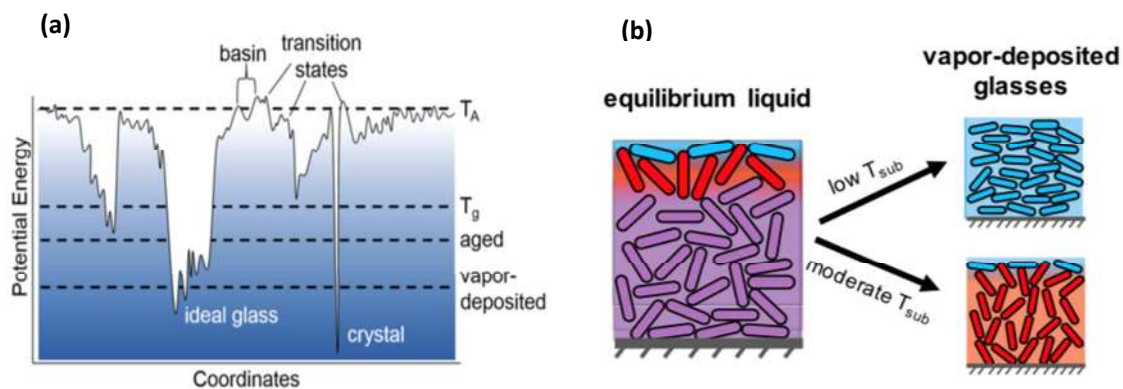 (a)
basin
transition
states
Potential Energy
T_A
T_g
aged
vapor-
deposited
ideal glass
crystal
Coordinates
(b)
vapor-deposited
glasses
equilibrium liquid
low T_sub
moderate T_sub